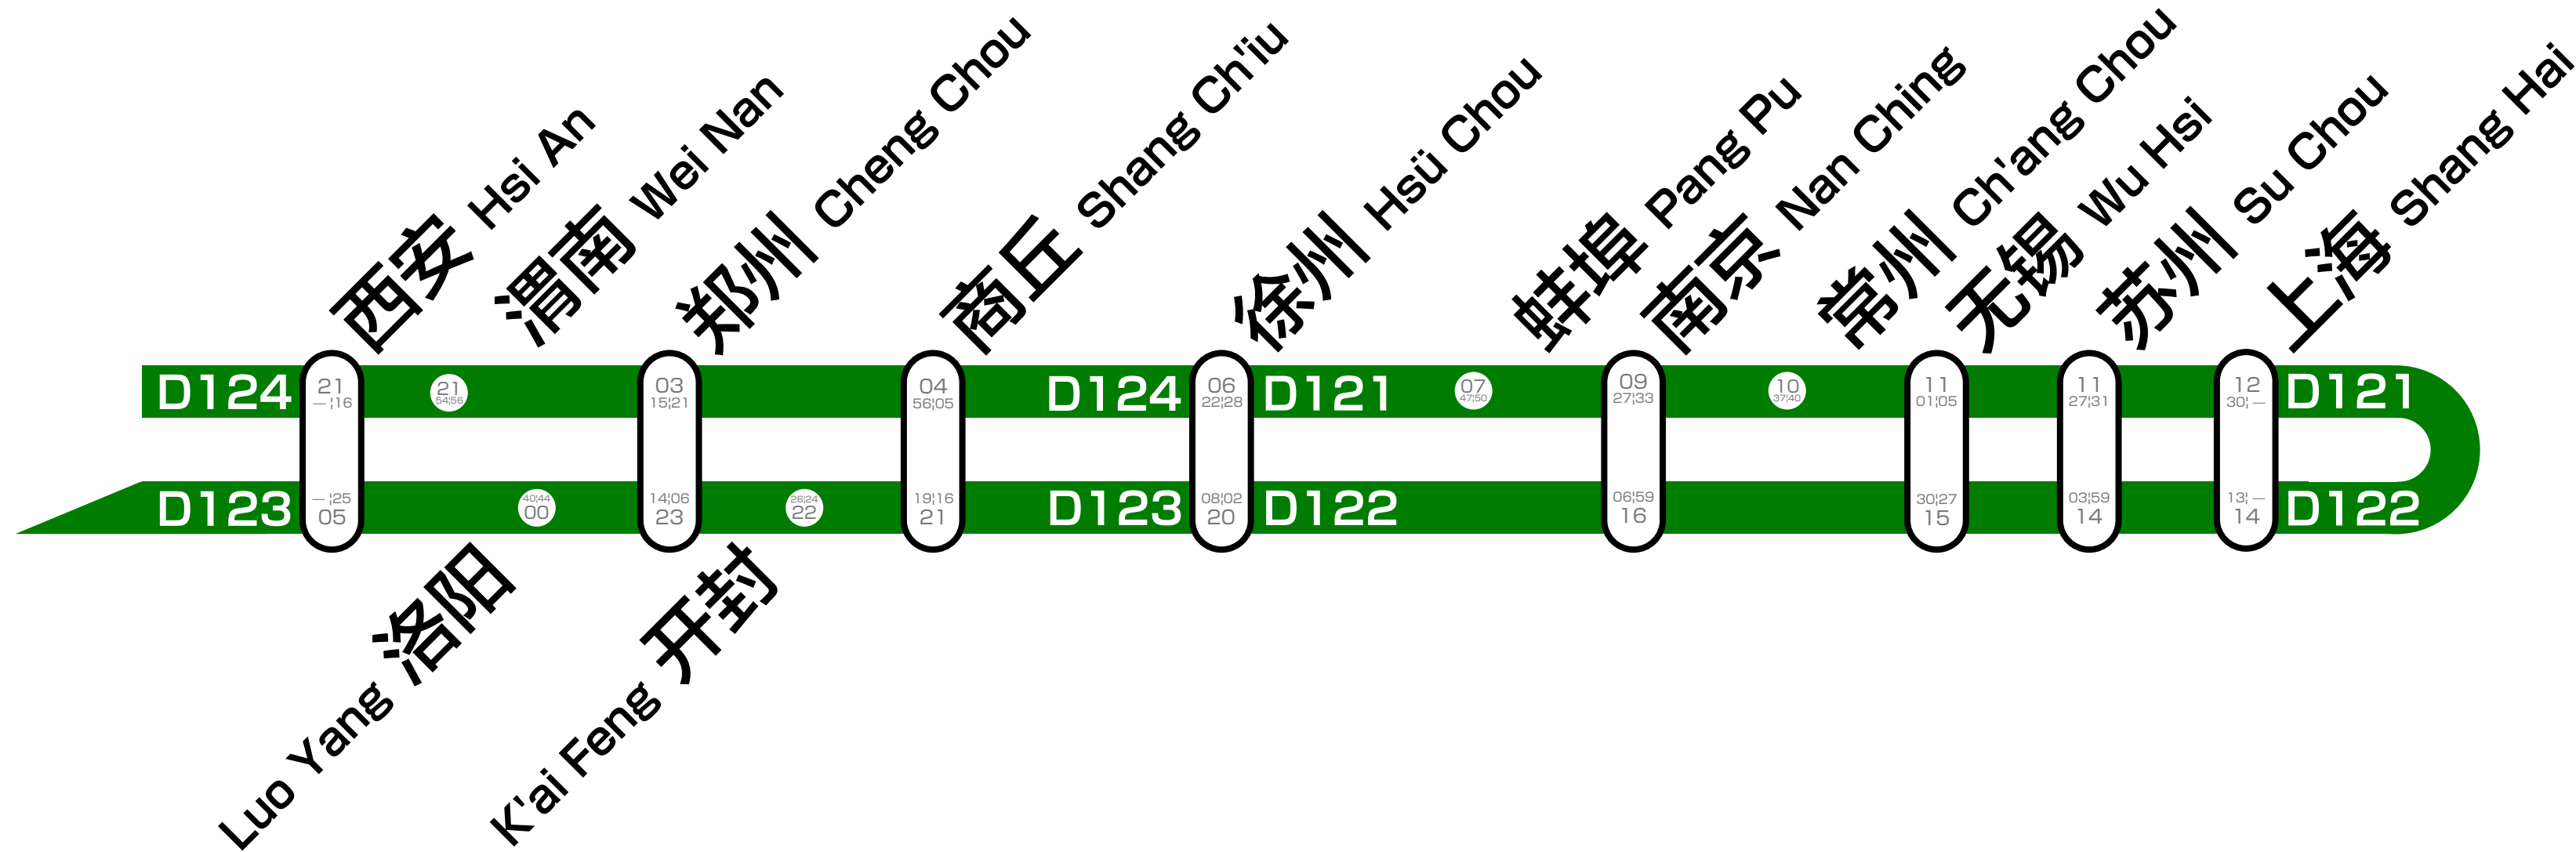 西安 Hsi An
渭南 Wei Nan
郑州 Cheng Chou
商丘 Shang Ch'iu
徐州 Hsü Chou
蚌埠 Pang Pu
南京 Nan Ching
常州 Ch'ang Chou
无锡 Wu Hsi
苏州 Su Chou
上海 Shang Hai
D124
21
—¦16
21
54¦56
03
15¦21
04
56¦05
D124
06
22¦28
D121
07
47¦50
09
27¦33
10
37¦40
11
01¦05
11
27¦31
12
30¦—
D121
D123
—¦25
05
40¦44
00
14¦06
23
26¦24
22
19¦16
21
D123
08¦02
20
D122
06¦59
16
30¦27
15
03¦59
14
13¦—
14
D122
Luo Yang 洛阳
K'ai Feng 开封